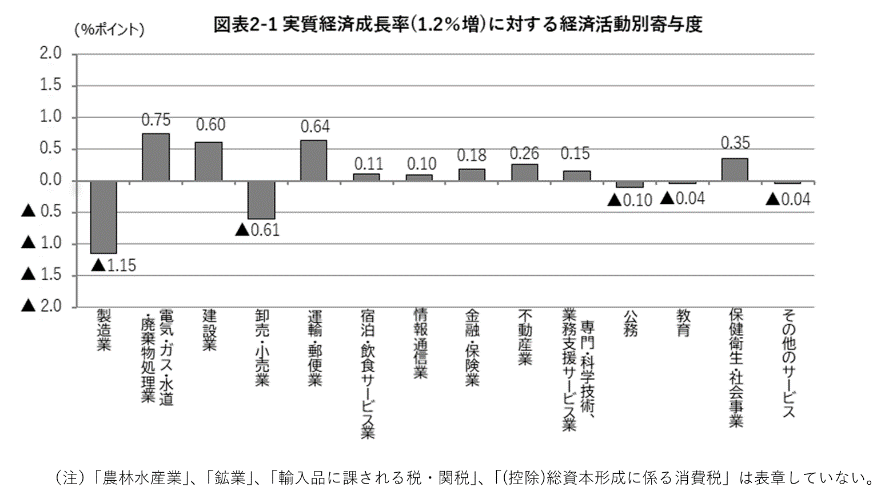 図表2-1 実質経済成長率(1.2%増)に対する経済活動別寄与度
(%ポイント)
2.0
1.5
1.0
0.5
0.0
▲ 0.5
▲ 1.0
▲ 1.5
▲ 2.0
▲1.15
0.75
0.60
▲0.61
0.64
0.11
0.10
0.18
0.26
0.15
▲0.10
▲0.04
0.35
▲0.04
製造業
電気・ガス・水道
・廃棄物処理業
建設業
卸売・小売業
運輸・郵便業
宿泊・飲食サービス業
情報通信業
金融・保険業
不動産業
専門・科学技術、
業務支援サービス業
公務
教育
保健衛生・社会事業
その他のサービス
(注)「農林水産業」、「鉱業」、「輸入品に課される税・関税」、「(控除)総資本形成に係る消費税」は表章していない。